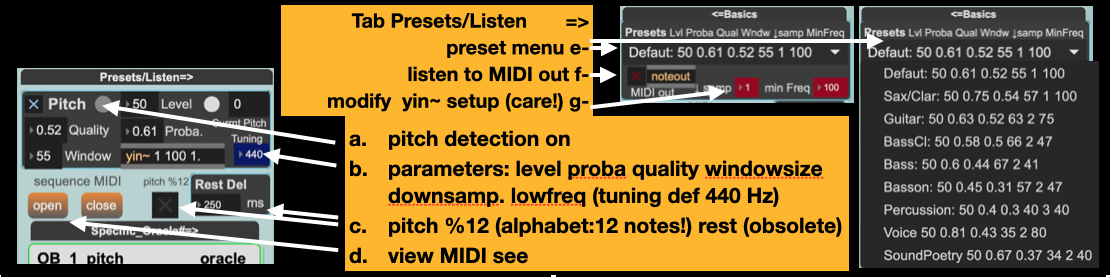 Tab Presets/Listen =>
preset menu e-
listen to MIDI out f-
modify yin~ setup (care!) g-
a. pitch detection on
b. parameters: level proba quality windowsize
downsamp. lowfreq (tuning def 440 Hz)
c. pitch %12 (alphabet:12 notes!) rest (obsolete)
d. view MIDI see
Presets/Listen=>
Pitch 50 Level 0
Currnt Pitch
0.52 Quality 0.61 Proba. Tuning
55 Window yin~ 1 100 1. 440
sequence MIDI pitch %12 Rest Del
open close 250 ms
Specific_Oracle#=>
OB_1_pitch oracle
<=Basics
Presets Lvl Proba Qual Wndw ↓samp MinFreq
Defaut: 50 0.61 0.52 55 1 100
noteout
MIDI out samp 1 min Freq 100
<=Basics
Presets Lvl Proba Qual Wndw ↓samp MinFreq
Defaut: 50 0.61 0.52 55 1 100
Defaut: 50 0.61 0.52 55 1 100
Sax/Clar: 50 0.75 0.54 57 1 100
Guitar: 50 0.63 0.52 63 2 75
BassCl: 50 0.58 0.5 66 2 47
Bass: 50 0.6 0.44 67 2 41
Basson: 50 0.45 0.31 57 2 47
Percussion: 50 0.4 0.3 40 3 40
Voice 50 0.81 0.43 35 2 80
SoundPoetry 50 0.67 0.37 34 2 40